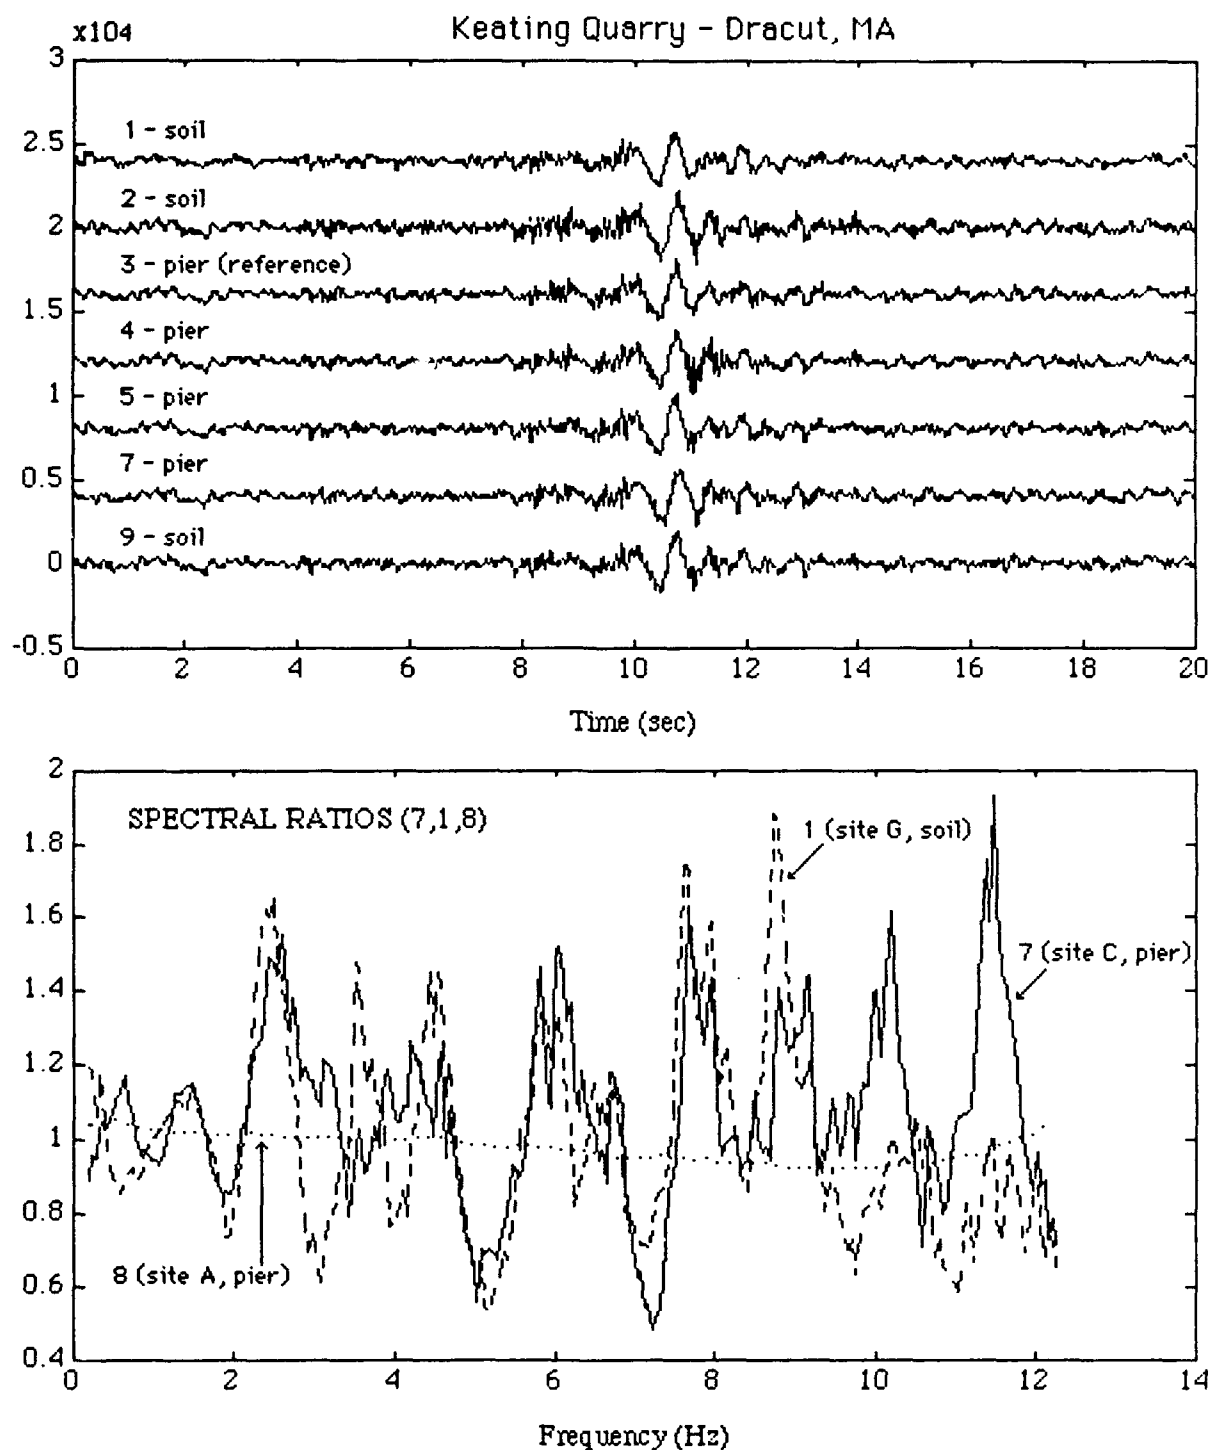 x104
Keating Quarry - Dracut, MA
3
1 - soil
2.5
2 - soil
2
3 - pier (reference)
1.5
4 - pier
1
5 - pier
7 - pier
0.5
9 - soil
0
-0.5
0 2 4 6 8 10 12 14 16 18 20
Time (sec)
2
SPECTRAL RATIOS (7,1,8)
1 (site G, soil)
1.8
1.6
7 (site C, pier)
1.4
1.2
1
0.8
8 (site A, pier)
0.6
0.4
0 2 4 6 8 10 12 14
Frequency (Hz)